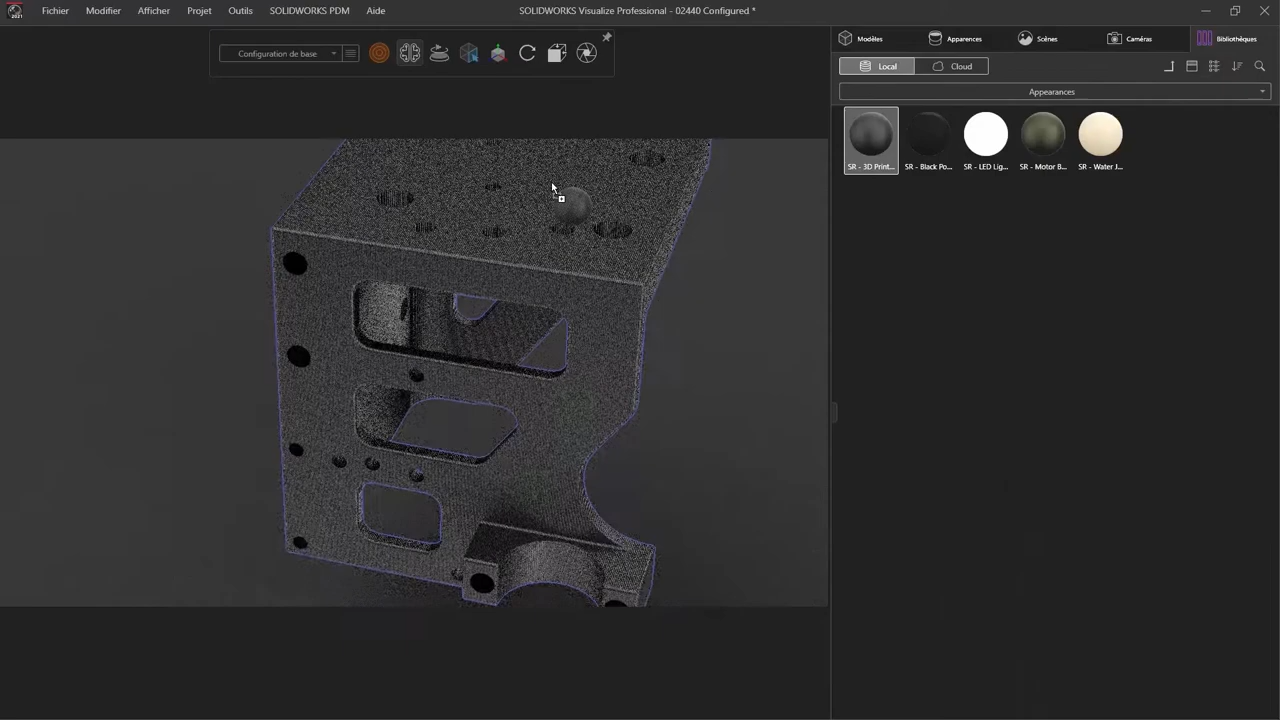 2021
Fichier Modifier Afficher Projet Outils SOLIDWORKS PDM Aide
SOLIDWORKS Visualize Professional - 02440 Configured *
Configuration de base
Modèles Apparences Scènes Caméras Bibliothèques
Local Cloud
Appearances
SR - 3D Print... SR - Black Po... SR - LED Lig... SR - Motor B... SR - Water J...